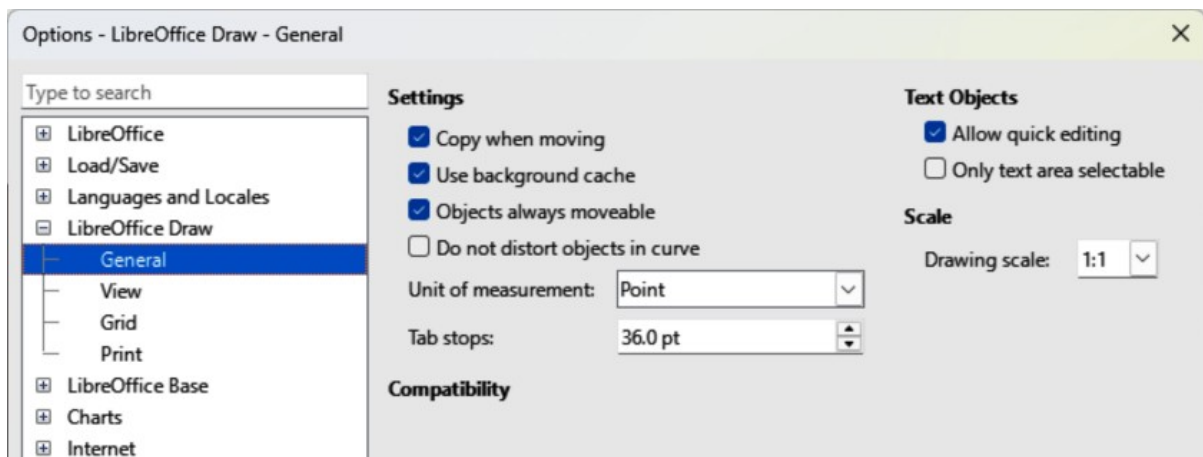 Options - LibreOffice Draw - General
Type to search
LibreOffice
Load/Save
Languages and Locales
LibreOffice Draw
General
View
Grid
Print
LibreOffice Base
Charts
Internet
Settings
Copy when moving
Use background cache
Objects always moveable
Do not distort objects in curve
Unit of measurement: Point
Tab stops: 36.0 pt
Compatibility
Text Objects
Allow quick editing
Only text area selectable
Scale
Drawing scale: 1:1